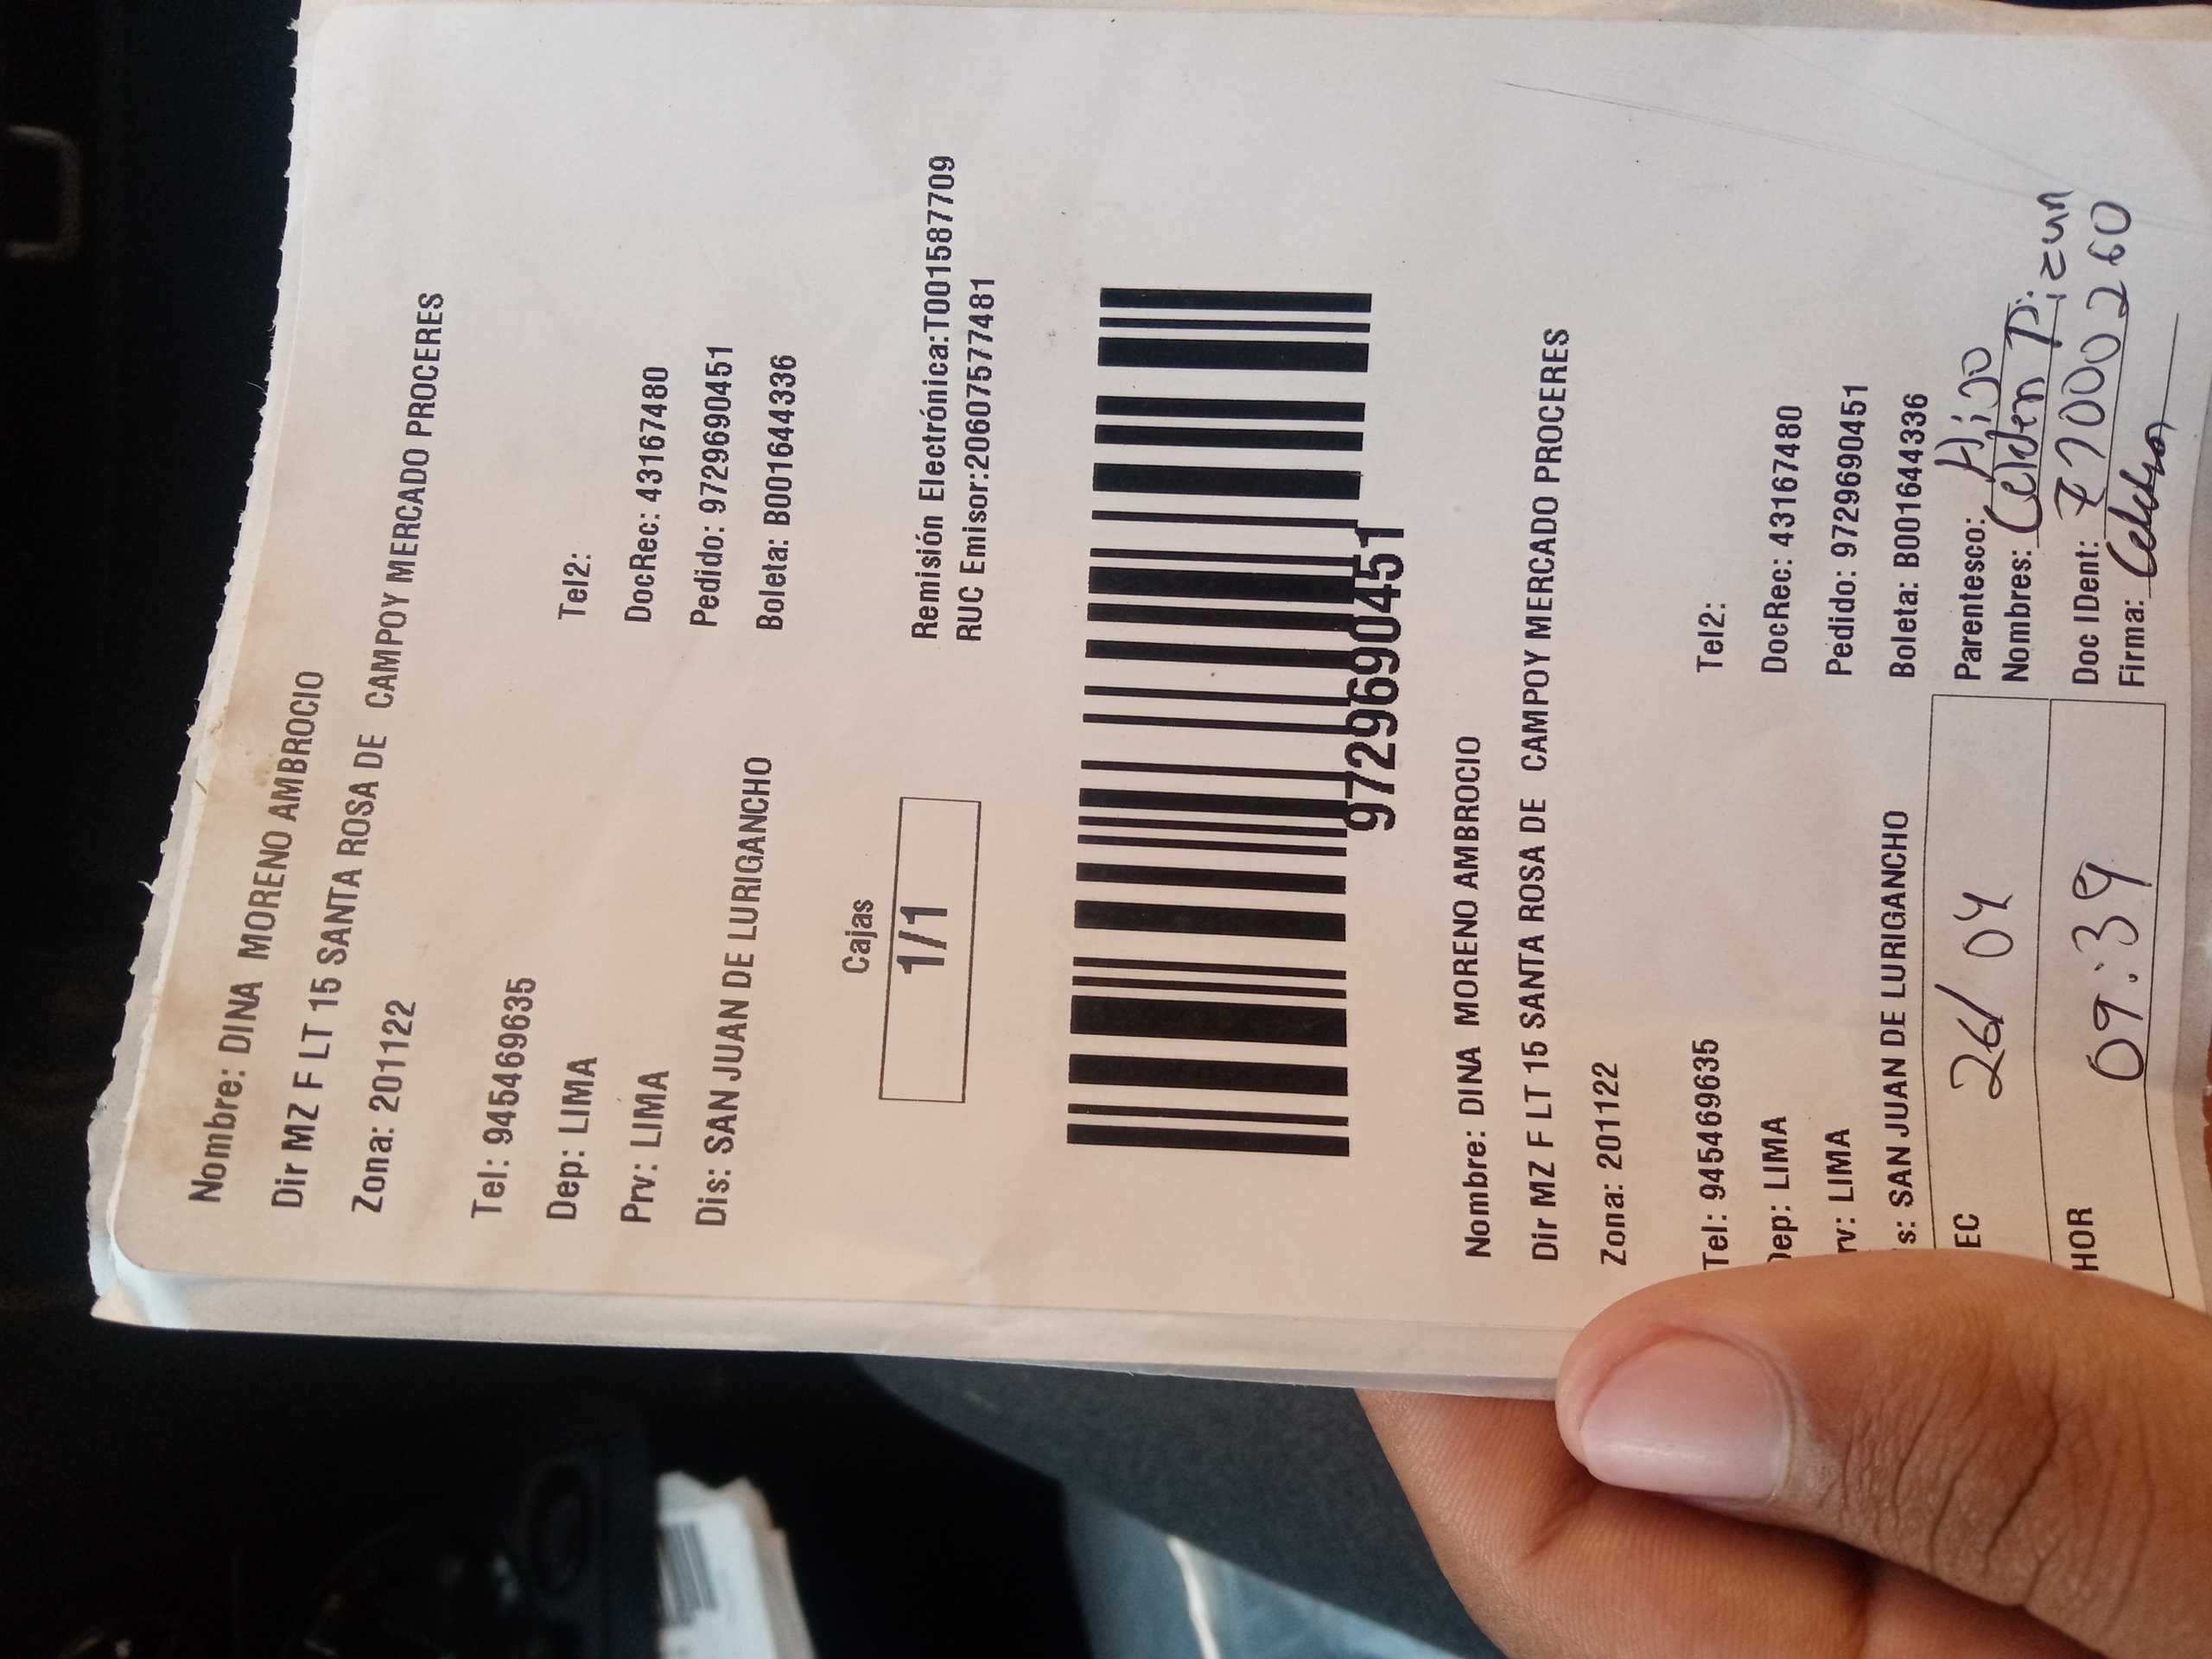 Nombre: DINA MORENO AMBROCIO
Dir MZ F LT 15 SANTA ROSA DE CAMPOY MERCADO PROCERES
Zona: 201122
Tel: 945469635 Tel2:
Dep: LIMA DocRec: 43167480
Prv: LIMA Pedido: 9729690451
Dis: SAN JUAN DE LURIGANCHO Boleta: B001644336
Cajas
1/1
Remisión Electrónica:T001587709
RUC Emisor:20607577481
9729690451
Nombre: DINA MORENO AMBROCIO
Dir MZ F LT 15 SANTA ROSA DE CAMPOY MERCADO PROCERES
Zona: 201122
Tel: 945469635 Tel2:
Dep: LIMA DocRec: 43167480
rv: LIMA Pedido: 9729690451
s: SAN JUAN DE LURIGANCHO Boleta: B001644336
EC 26/04 Parentesco: Hijo
Nombres: Celden
HOR 09:39 Doc IDent: 71000260
Firma: